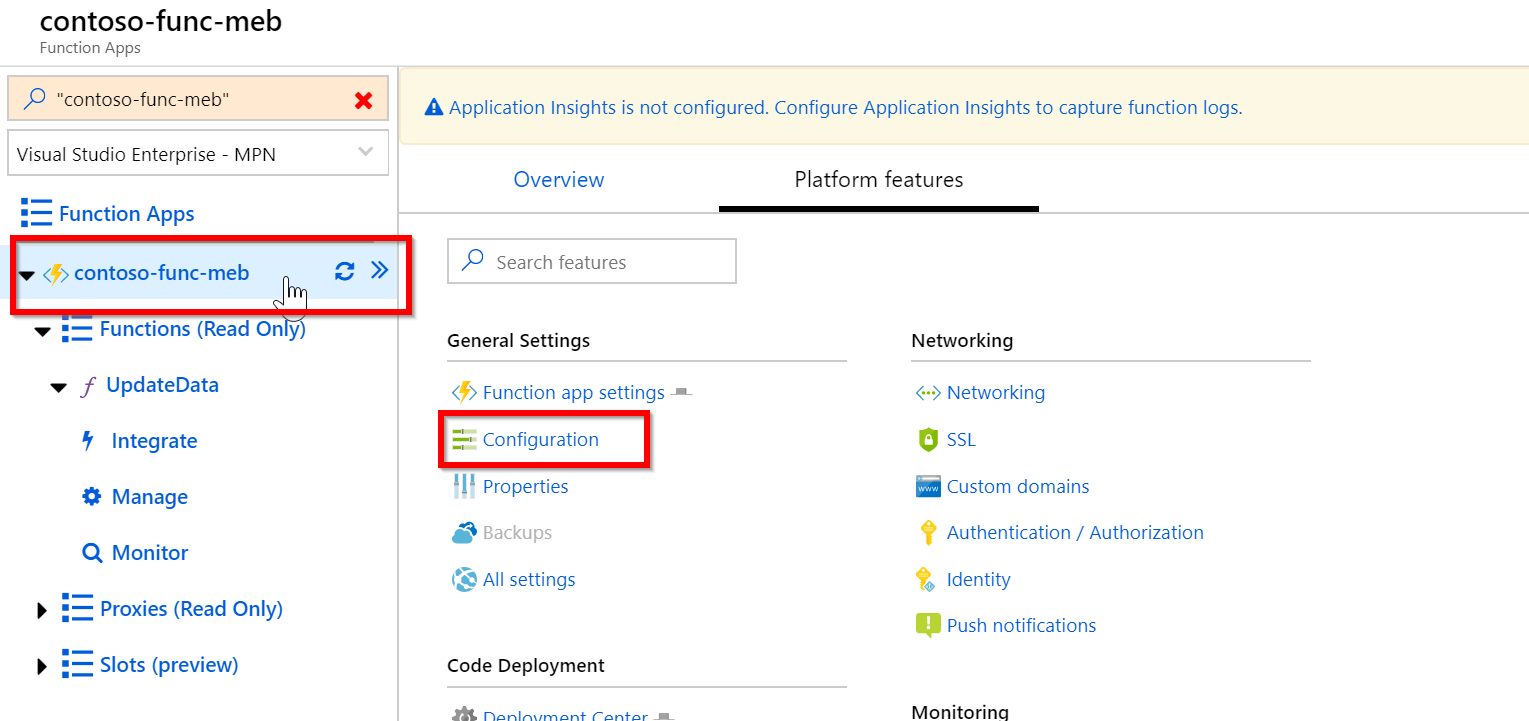 contoso-func-meb
Function Apps
"contoso-func-meb"
Visual Studio Enterprise - MPN
Function Apps
contoso-func-meb
Functions (Read Only)
UpdateData
Integrate
Manage
Monitor
Proxies (Read Only)
Slots (preview)
Application Insights is not configured. Configure Application Insights to capture function logs.
Overview
Platform features
Search features
General Settings
Function app settings
Configuration
Properties
Backups
All settings
Code Deployment
Deployment Center
Networking
Networking
SSL
www
Custom domains
Authentication / Authorization
Identity
Push notifications
Monitoring